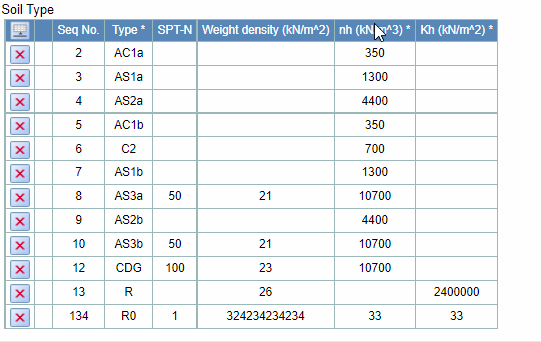 Soil Type
Seq No. Type * SPT-N Weight density (kN/m^2) nh (kN/m^3) * Kh (kN/m^2) *
2 AC1a 350
3 AS1a 1300
4 AS2a 4400
5 AC1b 350
6 C2 700
7 AS1b 1300
8 AS3a 50 21 10700
9 AS2b 4400
10 AS3b 50 21 10700
12 CDG 100 23 10700
13 R 26 2400000
134 R0 1 324234234234 33 33